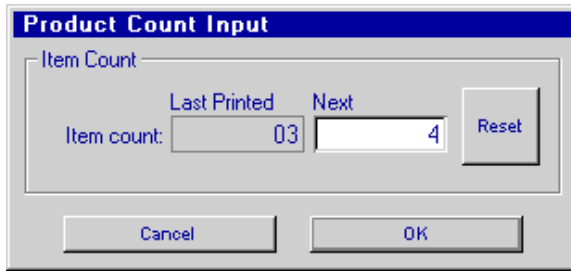 Product Count Input
Item Count
Last Printed Next
Item count: 03 4 Reset
Cancel OK